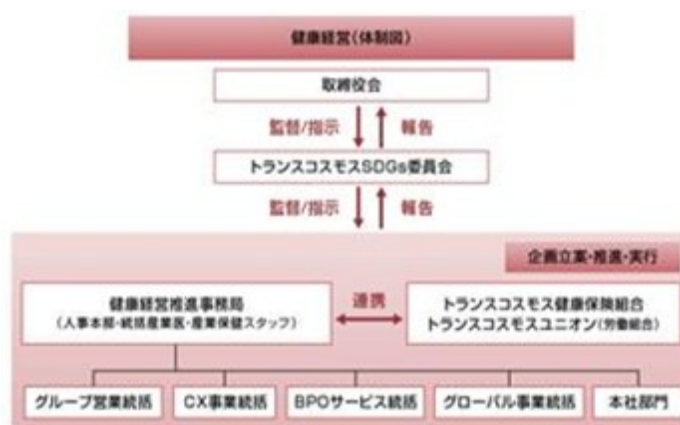 健康経営(体制図)
取締役会
監督/指示
報告
トランスコスモスSDGs委員会
監督/指示
報告
企画立案・推進・実行
健康経営推進事務局
(人事本部・統括産業医・産業保健スタッフ)
連携
トランスコスモス健康保険組合
トランスコスモスユニオン(労働組合)
グループ営業統括
CX事業統括
BPOサービス統括
グローバル事業統括
本社部門